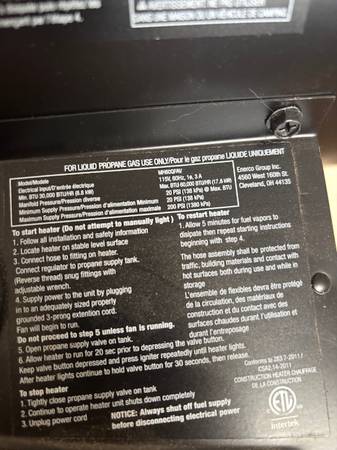 FOR LIQUID PROPANE GAS USE ONLY/Pour le gaz propane LIQUIDE UNIQUEMENT
Model/Modele MH60QFAV
Electrical input/d'entrée électrique 115V, 60Hz, 1ø, 3 A
Min. BTU 30,000 BTU/HR (8.8 kW) Max. BTU 60,000 BTU/HR (17.6 kW)
Manifold Pressure/Pression diverse 20 PSI (138 kPa) @ Max. BTU
Minimum Supply Pressure/Pression d'alimentation Minimum 20 PSI (138 kPa)
Maximum Supply Pressure/Pression d'alimentation maximale 200 PSI (1380 kPa)
Enerco Group Inc.
4560 West 160th St.
Cleveland, OH 44135
To start heater (Do not attempt to manually light)
1. Follow all installation and safety information
2. Locate heater on stable level surface
3. Connect hose to fitting on heater.
Connect regulator to propane supply tank.
(Reverse thread) snug fittings with
adjustable wrench.
4. Supply power to the unit by plugging
in to an adequately sized properly
grounded 3-prong extention cord.
Fan will begin to run.
Do not proceed to step 5 unless fan is running.
5. Open propane supply valve on tank.
6. Allow heater to run for 20 sec prior to depressing the valve button.
Keep valve button depressed and press igniter repeatedly until heater lights.
After heater lights continue to hold valve button for 30 seconds, then release.
To stop heater
1. Tightly close propane supply valve on tank
2. Continue to operate heater unit shuts down completely
3. Unplug power cord
NOTICE: Always shut off fuel supply
before disconnecting electrical power
To restart heater
1. Allow 5 minutes for fuel vapors to
dissipate then repeat starting instructions
beginning with step 4.
The hose assembly shall be protected from
traffic, building materials and contact with
hot surfaces both during use and while in
storage
L'ensemble de flexibles devra être protégé
de la circulation, des matériaux de
construction et du contact avec des
surfaces chaudes durant l'utilisation et
durant l'entreposage
Conforms to Z83.7-2011 /
CSA2.14-2011
CONSTRUCTION HEATER CHAUFFAGE
DE LA CONSTRUCTION
ETL
Intertek